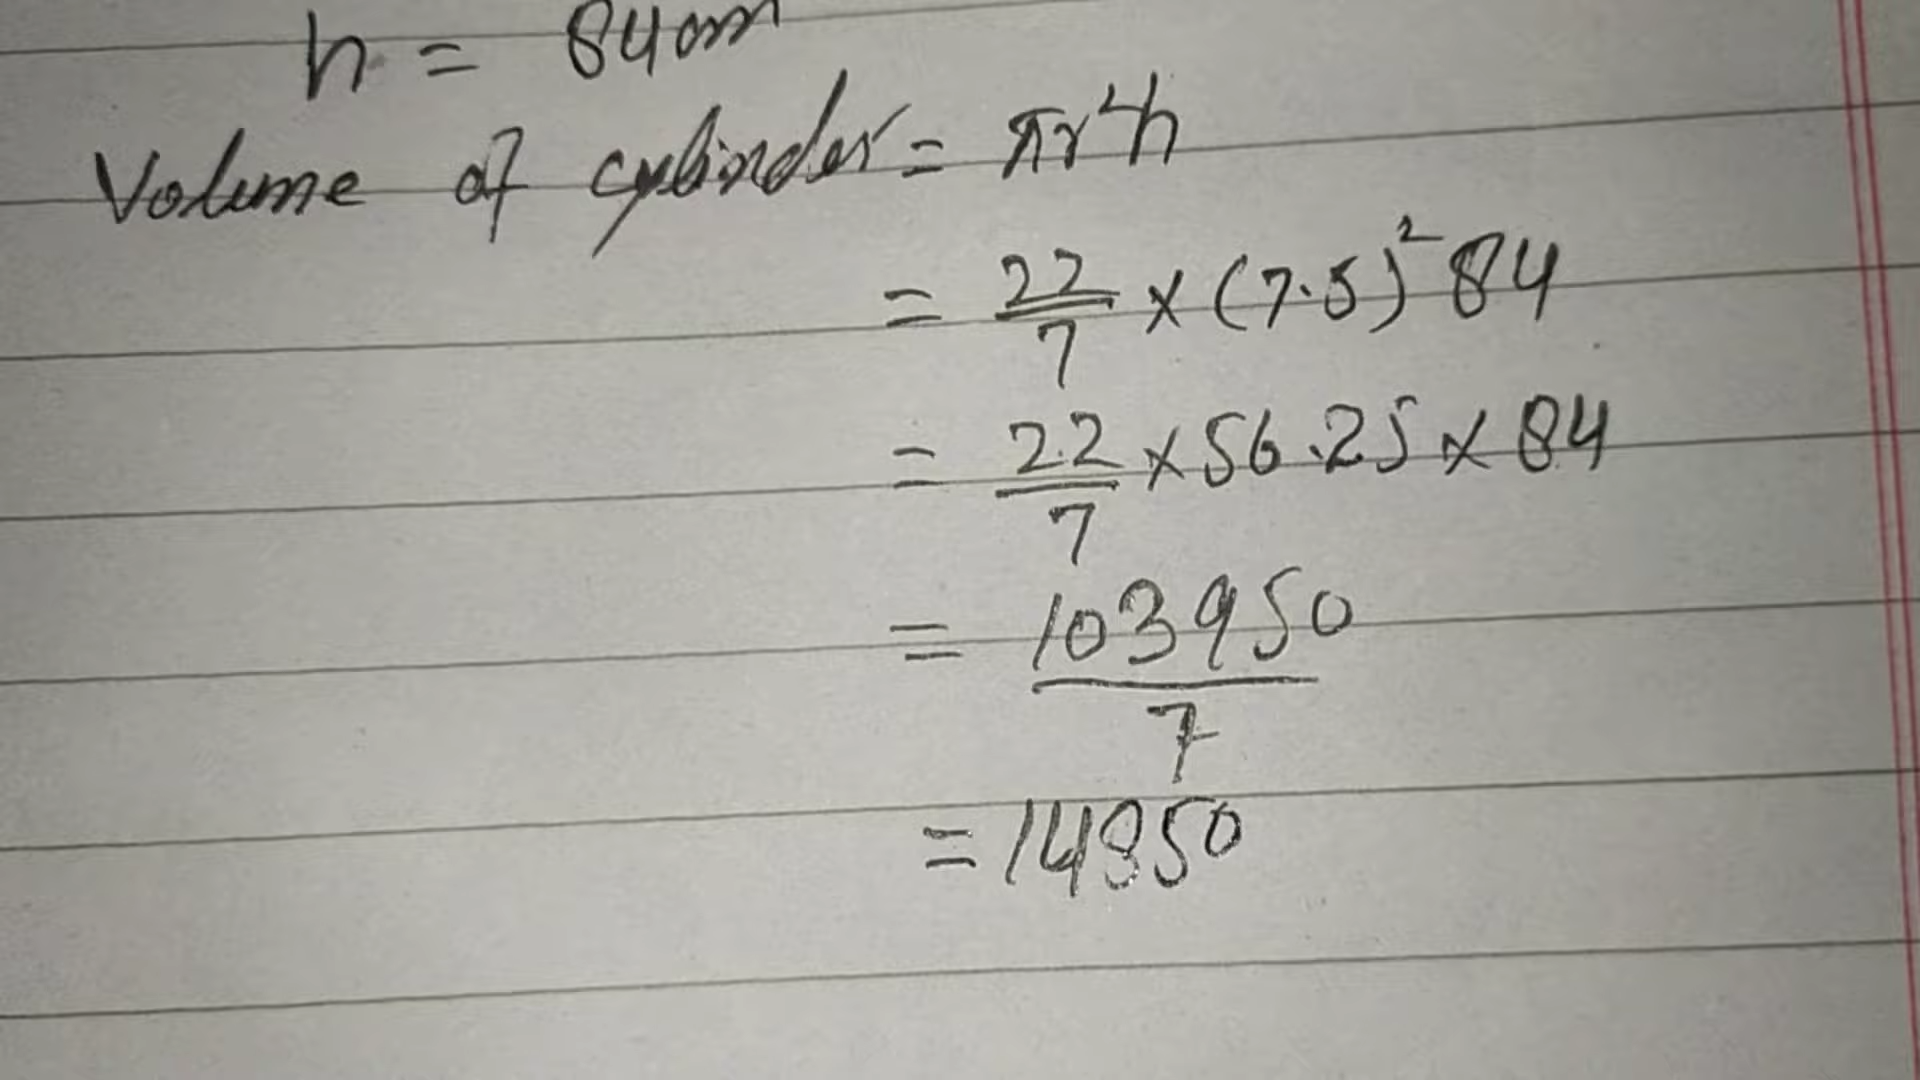 h = 84cm
Volume of cylinder = πr²h
= 22/7 × (7.5)² 84
= 22/7 × 56.25 × 84
= 103950/7
= 14850